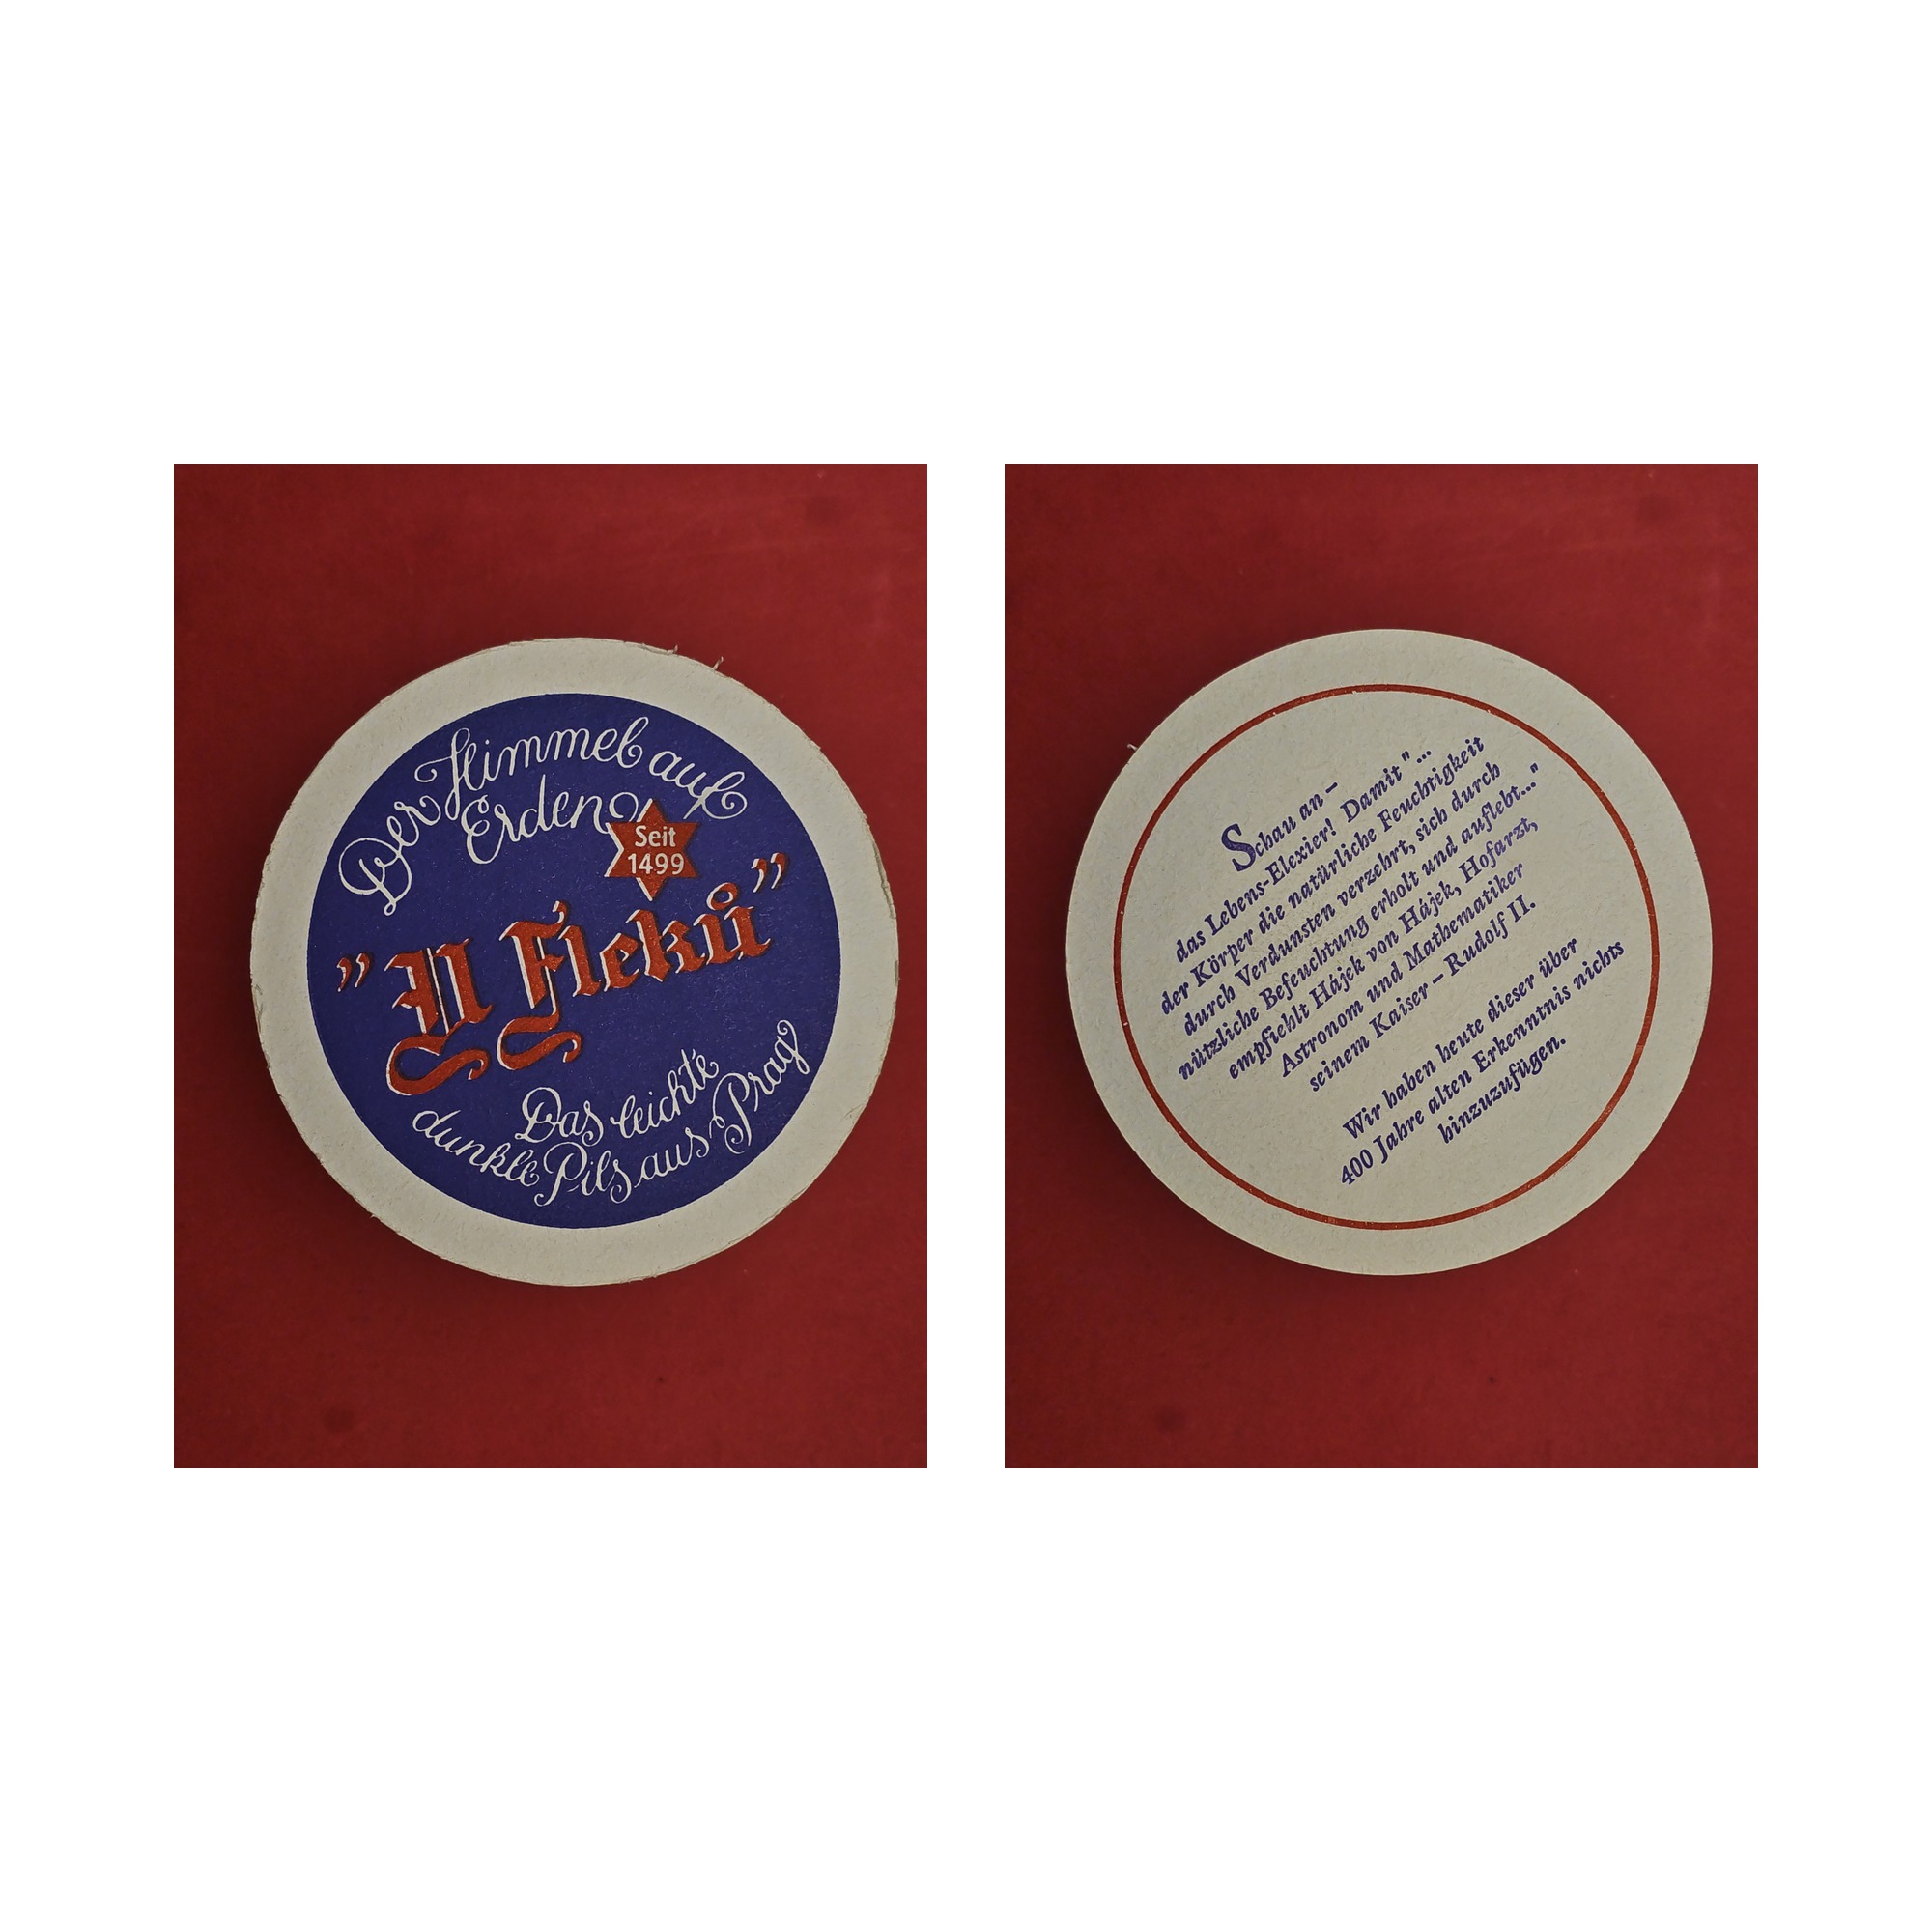 Der Himmel auf
Erden
Seit
1499
"U Fleků"
Das leichte
dunkle Pils aus Prag
Schau an –
das Lebens-Elexier! Damit"...
der Körper die natürliche Feuchtigkeit
durch Verdunsten verzehrt, sich durch
nützliche Befeuchtung erholt und auflebt..."
empfiehlt Hájek von Hájek, Hofarzt,
Astronom und Mathematiker
seinem Kaiser – Rudolf II.
Wir haben heute dieser über
400 Jahre alten Erkenntnis nichts
hinzuzufügen.